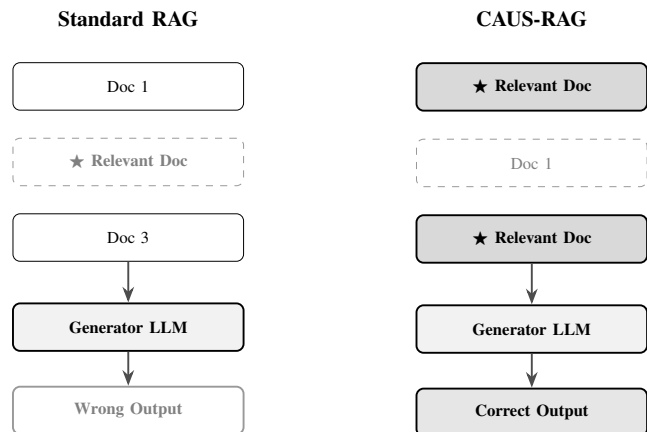 Standard RAG
Doc 1
★ Relevant Doc
Doc 3
Generator LLM
Wrong Output
CAUS-RAG
★ Relevant Doc
Doc 1
★ Relevant Doc
Generator LLM
Correct Output